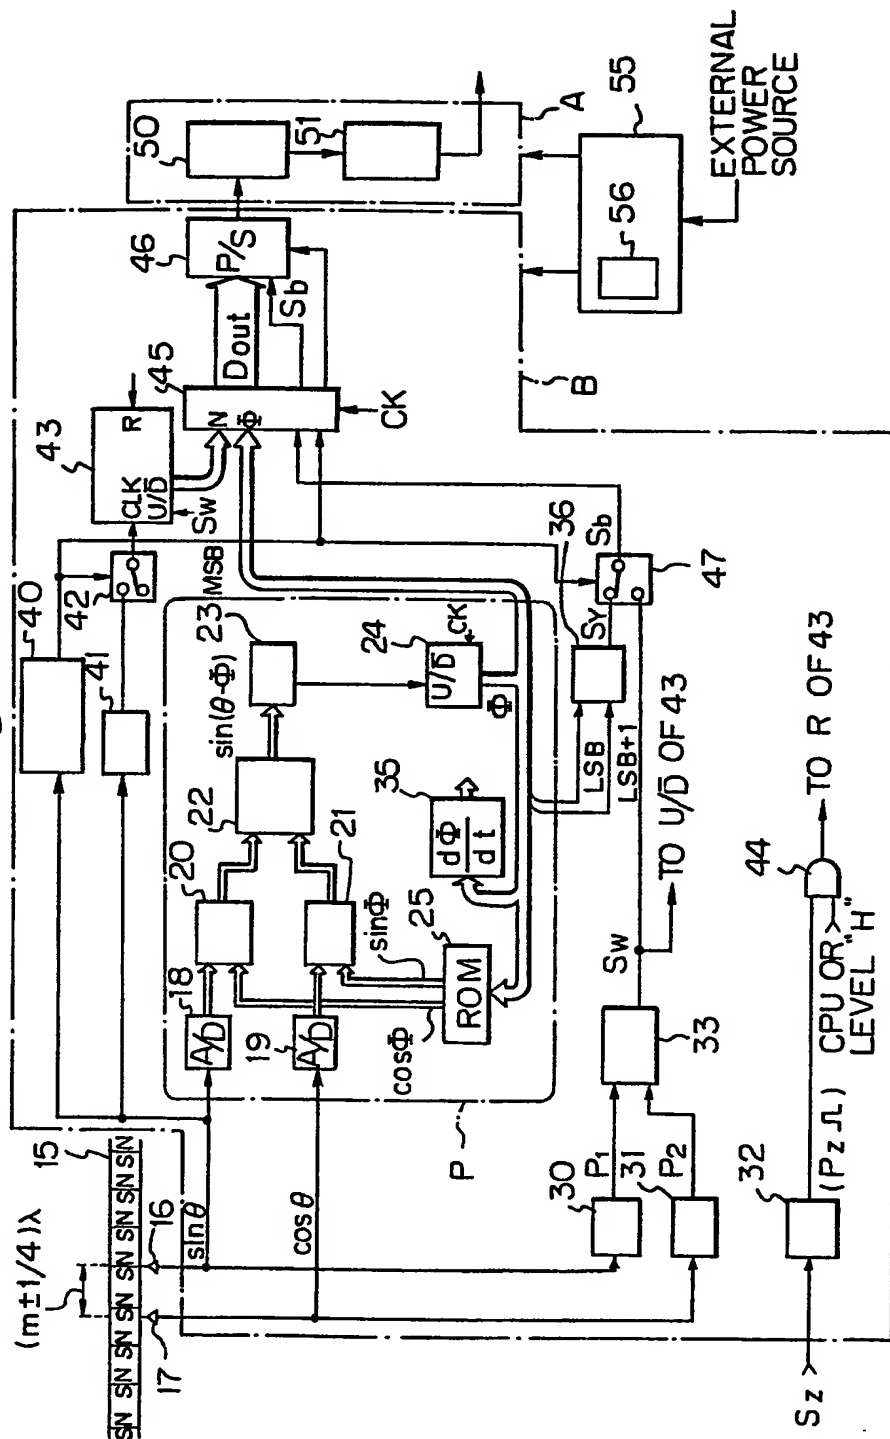 (m±1/4)λ
SN SN SN SN SN SN SN
15
16
17
sinθ
cosθ
40
41
42
43
CLK
U/D̅
R
Sw
MSB
N
Φ
45
CK
Dout
Sb
46
P/S
50
51
A
B
55
56
EXTERNAL
POWER
SOURCE
18
A/D
19
A/D
20
21
22
sin(θ-Φ)
23
24
U/D̅
CK
Φ
cosΦ
sinΦ
25
ROM
35
dΦ
dt
P
LSB
LSB+1
36
SY
Sb
47
30
P1
31
P2
33
Sw
TO U/D̅ OF 43
Sz
32
(Pz⎍)
CPU OR
LEVEL "H"
44
TO R OF 43